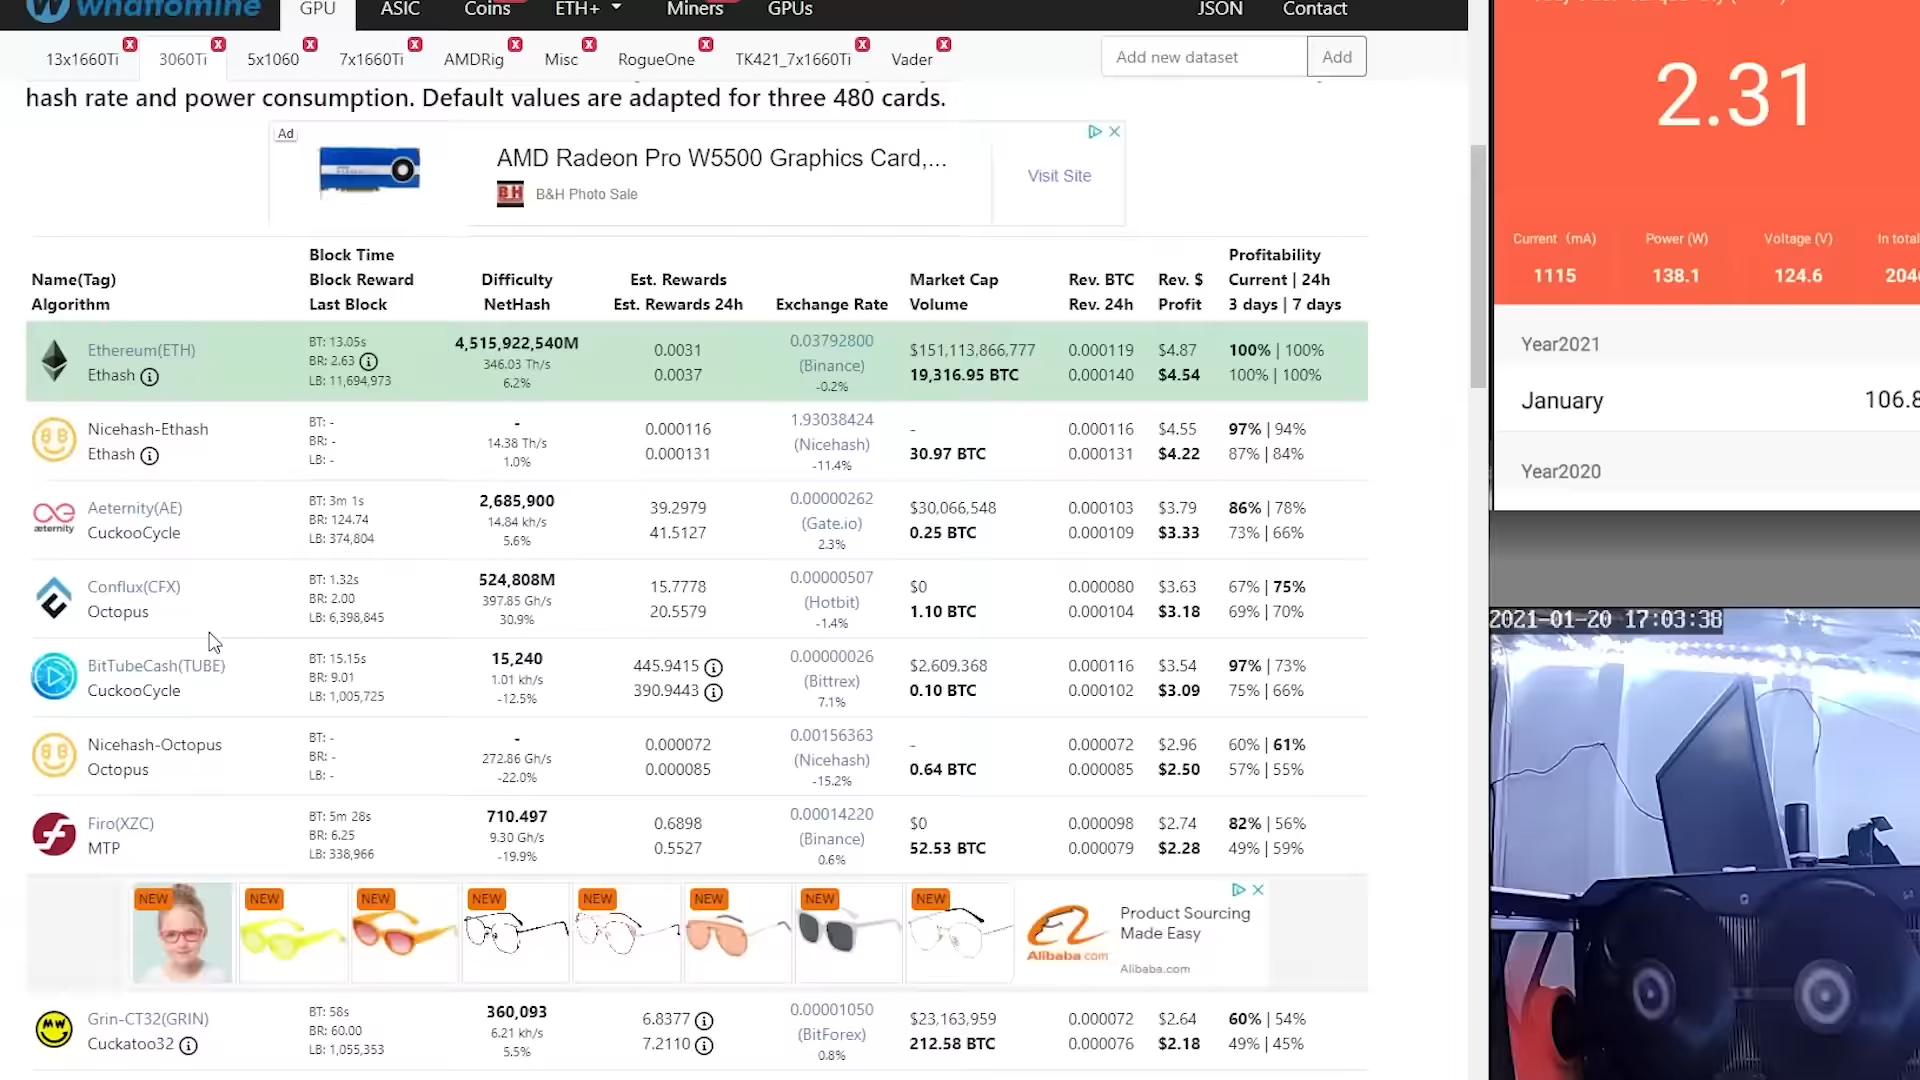 whattomine
GPU
ASIC
Coins
ETH+
Miners
GPUs
JSON
Contact
13x1660Ti
3060Ti
5x1060
7x1660Ti
AMDRig
Misc
RogueOne
TK421_7x1660Ti
Vader
Add new dataset
Add
hash rate and power consumption. Default values are adapted for three 480 cards.
Ad
AMD Radeon Pro W5500 Graphics Card,...
BH
B&H Photo Sale
Visit Site
Name(Tag)
Algorithm
Block Time
Block Reward
Last Block
Difficulty
NetHash
Est. Rewards
Est. Rewards 24h
Exchange Rate
Market Cap
Volume
Rev. BTC
Rev. 24h
Rev. $
Profit
Profitability
Current | 24h
3 days | 7 days
Ethereum(ETH)
Ethash
BT: 13.05s
BR: 2.63
LB: 11,694,973
4,515,922,540M
346.03 Th/s
6.2%
0.0031
0.0037
0.03792800
(Binance)
-0.2%
$151,113,866,777
19,316.95 BTC
0.000119
0.000140
$4.87
$4.54
100% | 100%
100% | 100%
Nicehash-Ethash
Ethash
BT: -
BR: -
LB: -
-
14.38 Th/s
1.0%
0.000116
0.000131
1.93038424
(Nicehash)
-11.4%
-
30.97 BTC
0.000116
0.000131
$4.55
$4.22
97% | 94%
87% | 84%
æternity
Aeternity(AE)
CuckooCycle
BT: 3m 1s
BR: 124.74
LB: 374,804
2,685,900
14.84 kh/s
5.6%
39.2979
41.5127
0.00000262
(Gate.io)
2.3%
$30,066,548
0.25 BTC
0.000103
0.000109
$3.79
$3.33
86% | 78%
73% | 66%
Conflux(CFX)
Octopus
BT: 1.32s
BR: 2.00
LB: 6,398,845
524,808M
397.85 Gh/s
30.9%
15.7778
20.5579
0.00000507
(Hotbit)
-1.4%
$0
1.10 BTC
0.000080
0.000104
$3.63
$3.18
67% | 75%
69% | 70%
BitTubeCash(TUBE)
CuckooCycle
BT: 15.15s
BR: 9.01
LB: 1,005,725
15,240
1.01 kh/s
-12.5%
445.9415
390.9443
0.00000026
(Bittrex)
7.1%
$2,609,368
0.10 BTC
0.000116
0.000102
$3.54
$3.09
97% | 73%
75% | 66%
Nicehash-Octopus
Octopus
BT: -
BR: -
LB: -
-
272.86 Gh/s
-22.0%
0.000072
0.000085
0.00156363
(Nicehash)
-15.2%
-
0.64 BTC
0.000072
0.000085
$2.96
$2.50
60% | 61%
57% | 55%
Firo(XZC)
MTP
BT: 5m 28s
BR: 6.25
LB: 338,966
710.497
9.30 Gh/s
-19.9%
0.6898
0.5527
0.00014220
(Binance)
0.6%
$0
52.53 BTC
0.000098
0.000079
$2.74
$2.28
82% | 56%
49% | 59%
NEW
NEW
NEW
NEW
NEW
NEW
NEW
NEW
Alibaba.com
Product Sourcing
Made Easy
Alibaba.com
MW
Grin-CT32(GRIN)
Cuckatoo32
BT: 58s
BR: 60.00
LB: 1,055,353
360,093
6.21 kh/s
5.5%
6.8377
7.2110
0.00001050
(BitForex)
0.8%
$23,163,959
212.58 BTC
0.000072
0.000076
$2.64
$2.18
60% | 54%
49% | 45%
2.31
Current (mA)
1115
Power (W)
138.1
Voltage (V)
124.6
In total
204
Year2021
January
106.8
Year2020
2021-01-20 17:03:38